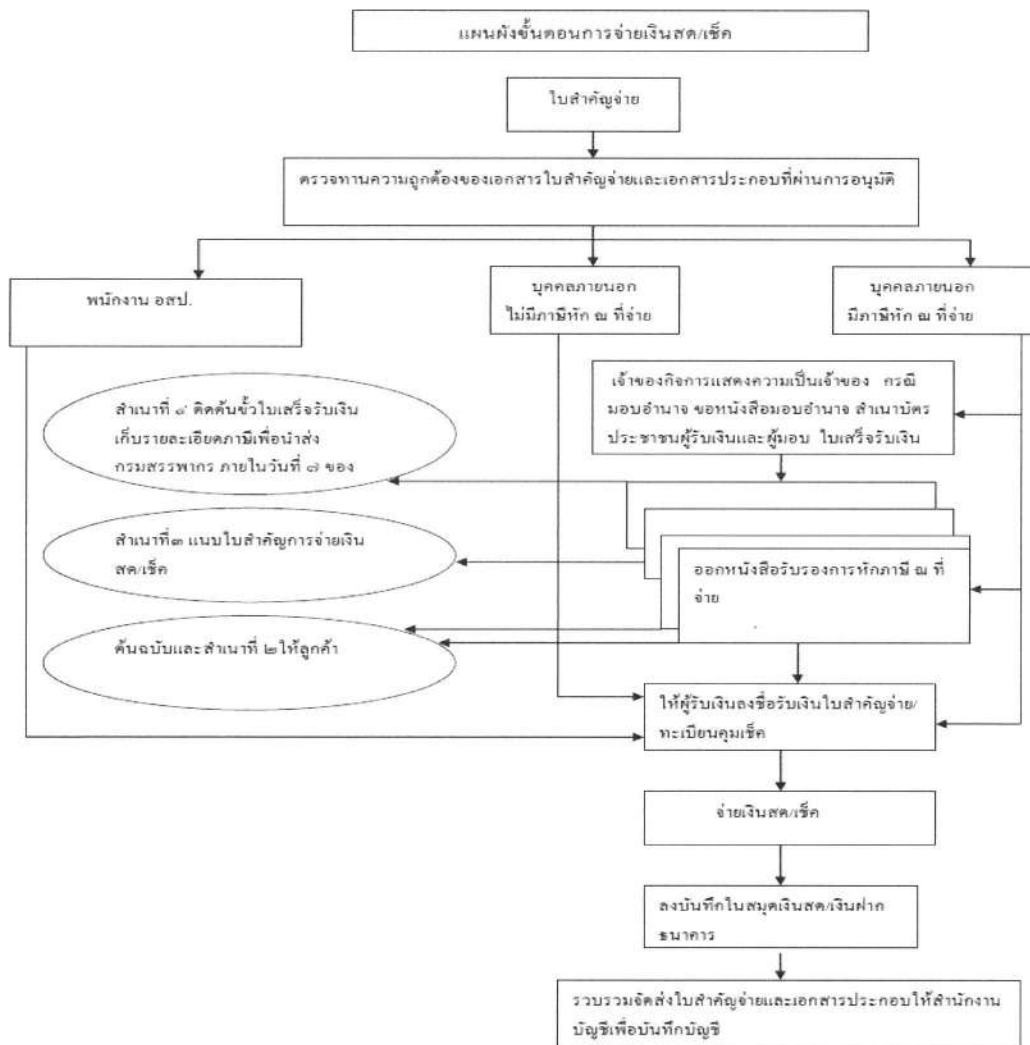 แผนผังขั้นตอนการจ่ายเงินสด/เช็ค
ใบสำคัญจ่าย
ตรวจทานความถูกต้องของเอกสารใบสำคัญจ่ายและเอกสารประกอบที่ผ่านการอนุมัติ
พนักงาน อสป.
บุคคลภายนอก
ไม่มีภาษีหัก ณ ที่จ่าย
บุคคลภายนอก
มีภาษีหัก ณ ที่จ่าย
เจ้าของกิจการแสดงความเป็นเจ้าของ กรณี
มอบอำนาจ ขอหนังสือมอบอำนาจ สำเนาบัตร
ประชาชนผู้รับเงินและผู้มอบ ใบเสร็จรับเงิน
สำเนาที่ ๔ ติดต้นขั้วใบเสร็จรับเงิน
เก็บรายละเอียดภาษีเพื่อนำส่ง
กรมสรรพากร ภายในวันที่ ๗ ของ
สำเนาที่๓ แนบใบสำคัญการจ่ายเงิน
สด/เช็ค
ออกหนังสือรับรองการหักภาษี ณ ที่
จ่าย
ต้นฉบับและสำเนาที่ ๒ ให้ลูกค้า
ให้ผู้รับเงินลงชื่อรับเงินใบสำคัญจ่าย/
ทะเบียนคุมเช็ค
จ่ายเงินสด/เช็ค
ลงบันทึกในสมุดเงินสด/เงินฝาก
ธนาคาร
รวบรวมจัดส่งใบสำคัญจ่ายและเอกสารประกอบให้สำนักงาน
บัญชีเพื่อบันทึกบัญชี